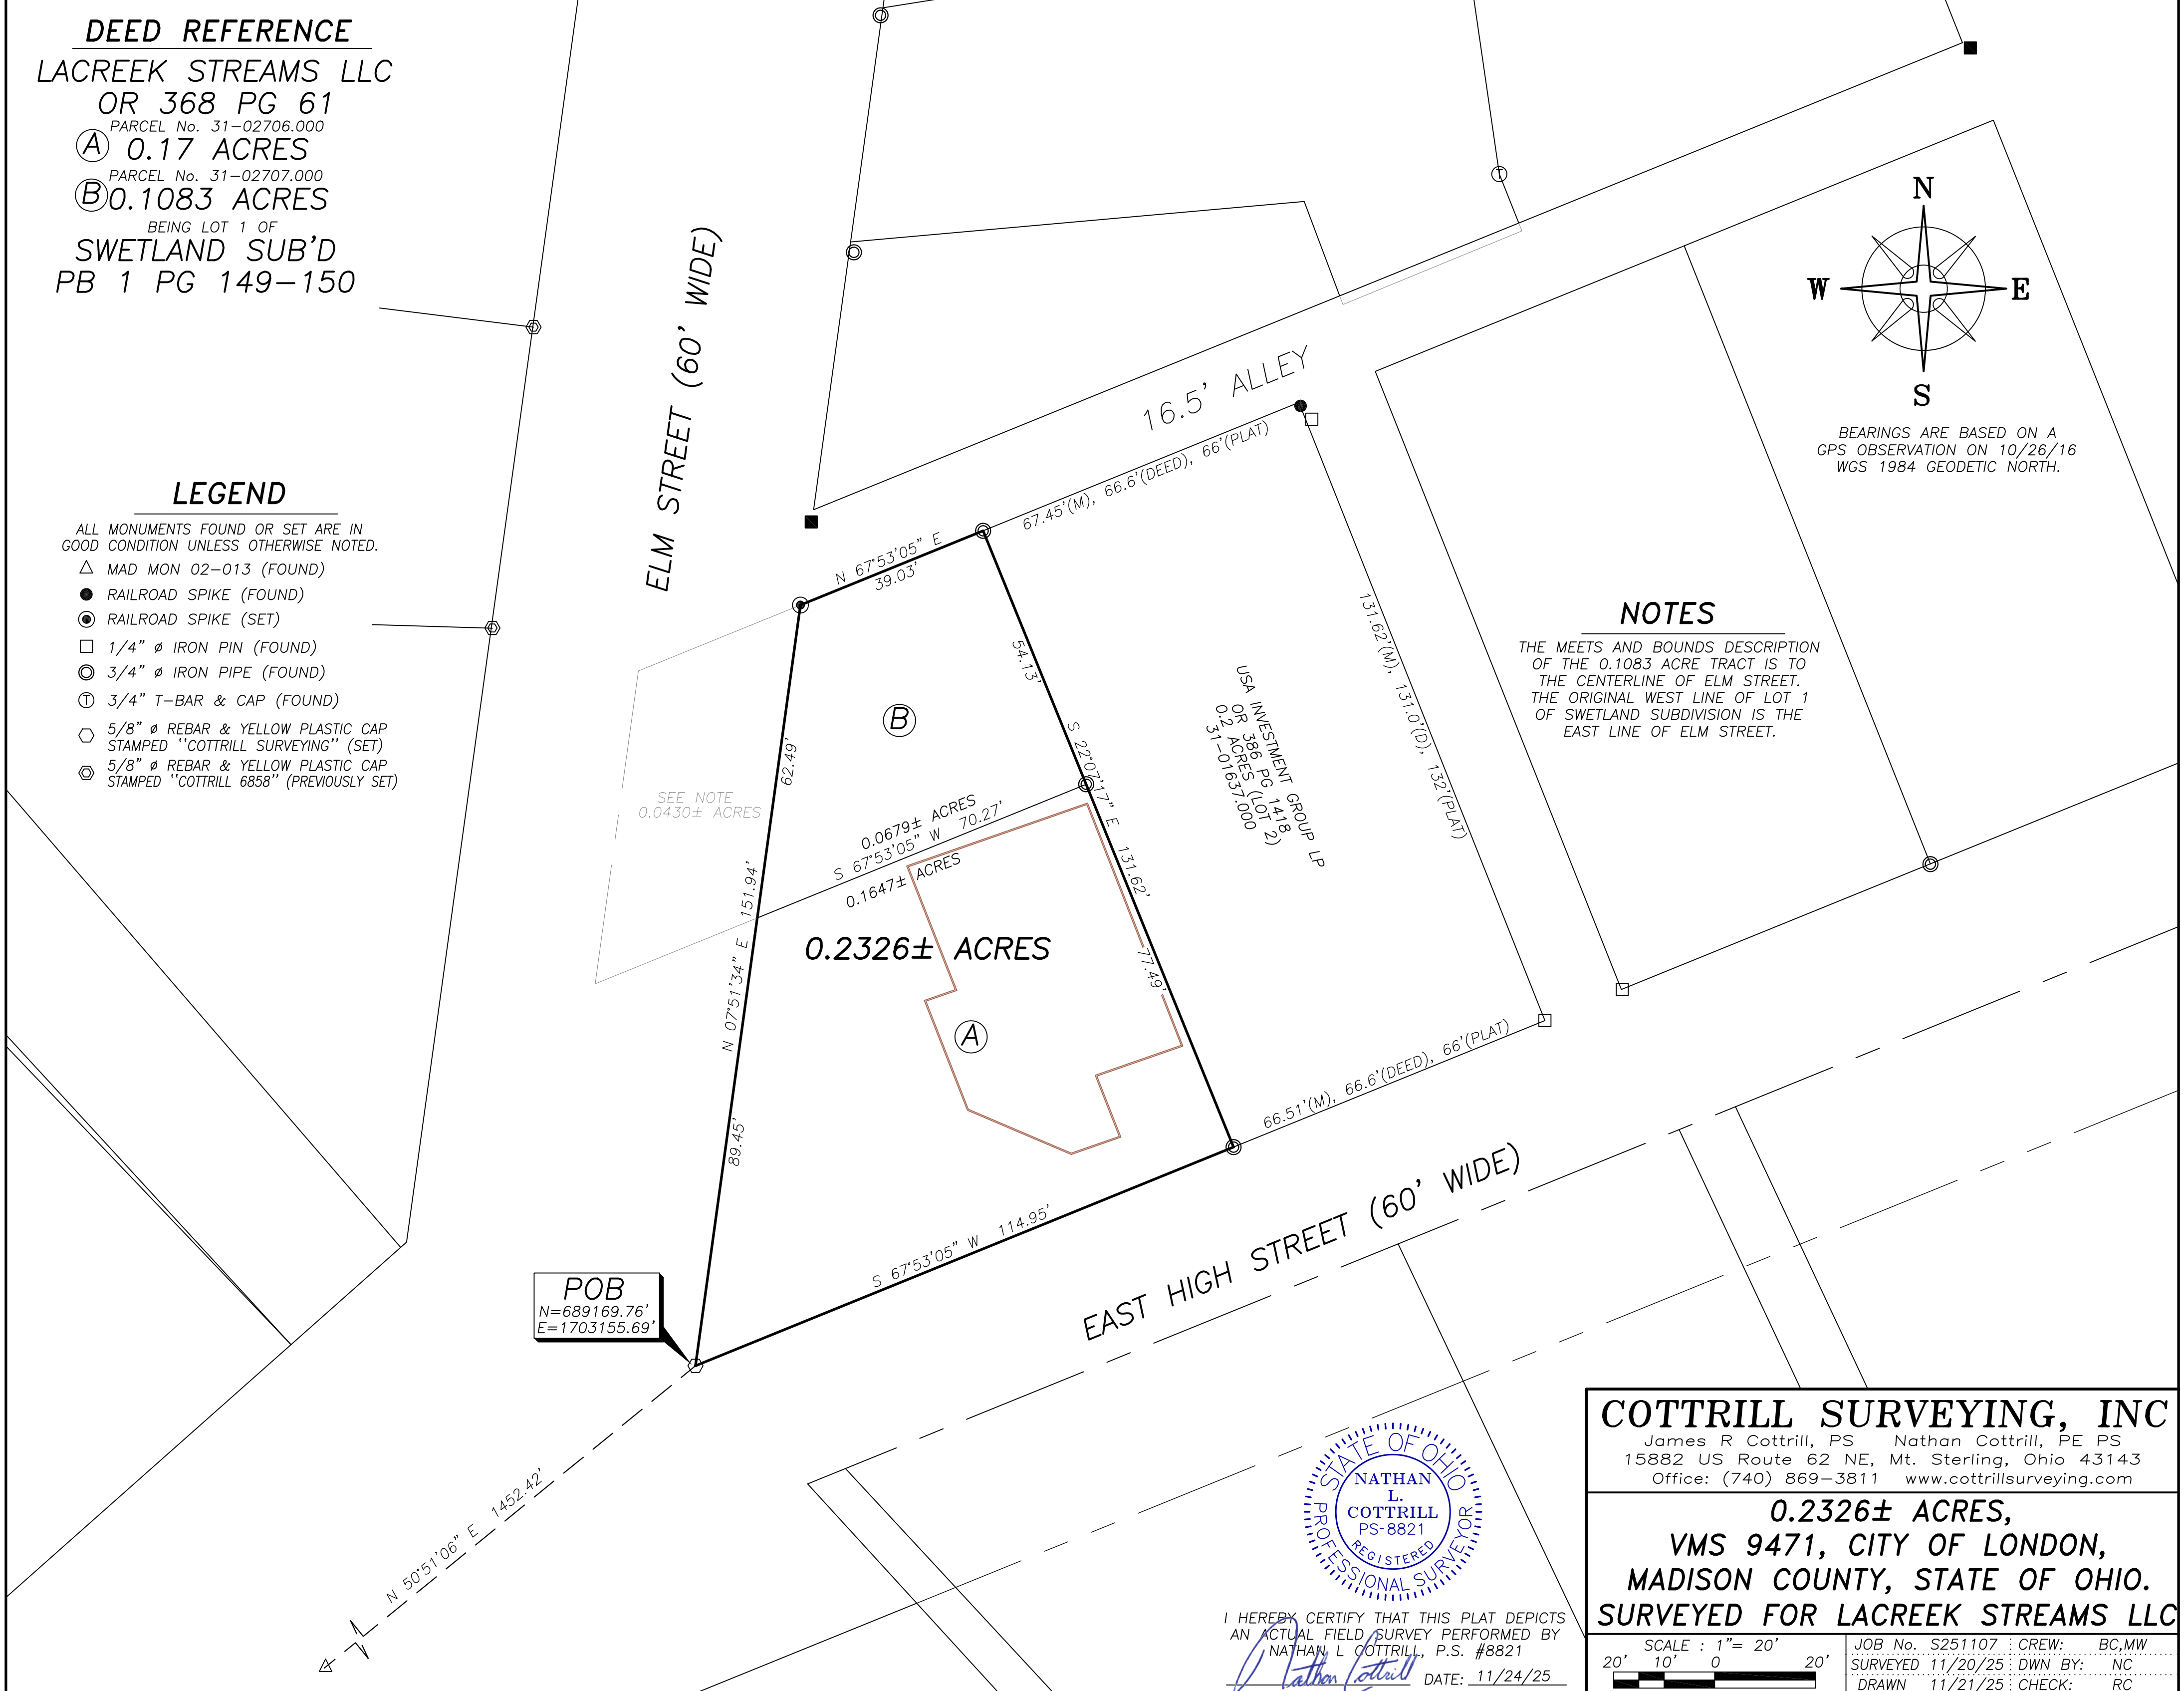 DEED REFERENCE
LACREEK STREAMS LLC
OR 368 PG 61
PARCEL No. 31-02706.000
A 0.17 ACRES
PARCEL No. 31-02707.000
B 0.1083 ACRES
BEING LOT 1 OF
SWETLAND SUB'D
PB 1 PG 149-150
LEGEND
ALL MONUMENTS FOUND OR SET ARE IN
GOOD CONDITION UNLESS OTHERWISE NOTED.
MAD MON 02-013 (FOUND)
RAILROAD SPIKE (FOUND)
RAILROAD SPIKE (SET)
1/4" ø IRON PIN (FOUND)
3/4" ø IRON PIPE (FOUND)
T 3/4" T-BAR & CAP (FOUND)
5/8" ø REBAR & YELLOW PLASTIC CAP
STAMPED "COTTRILL SURVEYING" (SET)
5/8" ø REBAR & YELLOW PLASTIC CAP
STAMPED "COTTRILL 6858" (PREVIOUSLY SET)
T
ELM STREET (60' WIDE)
16.5' ALLEY
N
W E
S
BEARINGS ARE BASED ON A
GPS OBSERVATION ON 10/26/16
WGS 1984 GEODETIC NORTH.
NOTES
THE MEETS AND BOUNDS DESCRIPTION
OF THE 0.1083 ACRE TRACT IS TO
THE CENTERLINE OF ELM STREET.
THE ORIGINAL WEST LINE OF LOT 1
OF SWETLAND SUBDIVISION IS THE
EAST LINE OF ELM STREET.
N 67°53'05" E
39.03'
67.45'(M), 66.6'(DEED), 66'(PLAT)
54.13'
131.62'(M), 131.0'(D), 132'(PLAT)
B
62.49'
S 22°07'17" E 131.62'
USA INVESTMENT GROUP LP
OR 386 PG 1418
0.2 ACRES (LOT 2)
31-01637.000
SEE NOTE
0.0430± ACRES
0.0679± ACRES
S 67°53'05" W 70.27'
0.1647± ACRES
N 07°51'34" E 151.94'
0.2326± ACRES
77.49'
A
89.45'
66.51'(M), 66.6'(DEED), 66'(PLAT)
S 67°53'05" W 114.95'
EAST HIGH STREET (60' WIDE)
POB
N=689169.76'
E=1703155.69'
N 50°51'06" E 1452.42'
STATE OF OHIO
NATHAN
L.
COTTRILL
PS-8821
REGISTERED
PROFESSIONAL SURVEYOR
I HEREBY CERTIFY THAT THIS PLAT DEPICTS
AN ACTUAL FIELD SURVEY PERFORMED BY
NATHAN L COTTRILL, P.S. #8821
Nathan Cottrill DATE: 11/24/25
COTTRILL SURVEYING, INC
James R Cottrill, PS Nathan Cottrill, PE PS
15882 US Route 62 NE, Mt. Sterling, Ohio 43143
Office: (740) 869-3811 www.cottrillsurveying.com
0.2326± ACRES,
VMS 9471, CITY OF LONDON,
MADISON COUNTY, STATE OF OHIO.
SURVEYED FOR LACREEK STREAMS LLC
SCALE : 1"= 20'
20' 10' 0 20'
JOB No. S251107 CREW: BC,MW
SURVEYED 11/20/25 DWN BY: NC
DRAWN 11/21/25 CHECK: RC